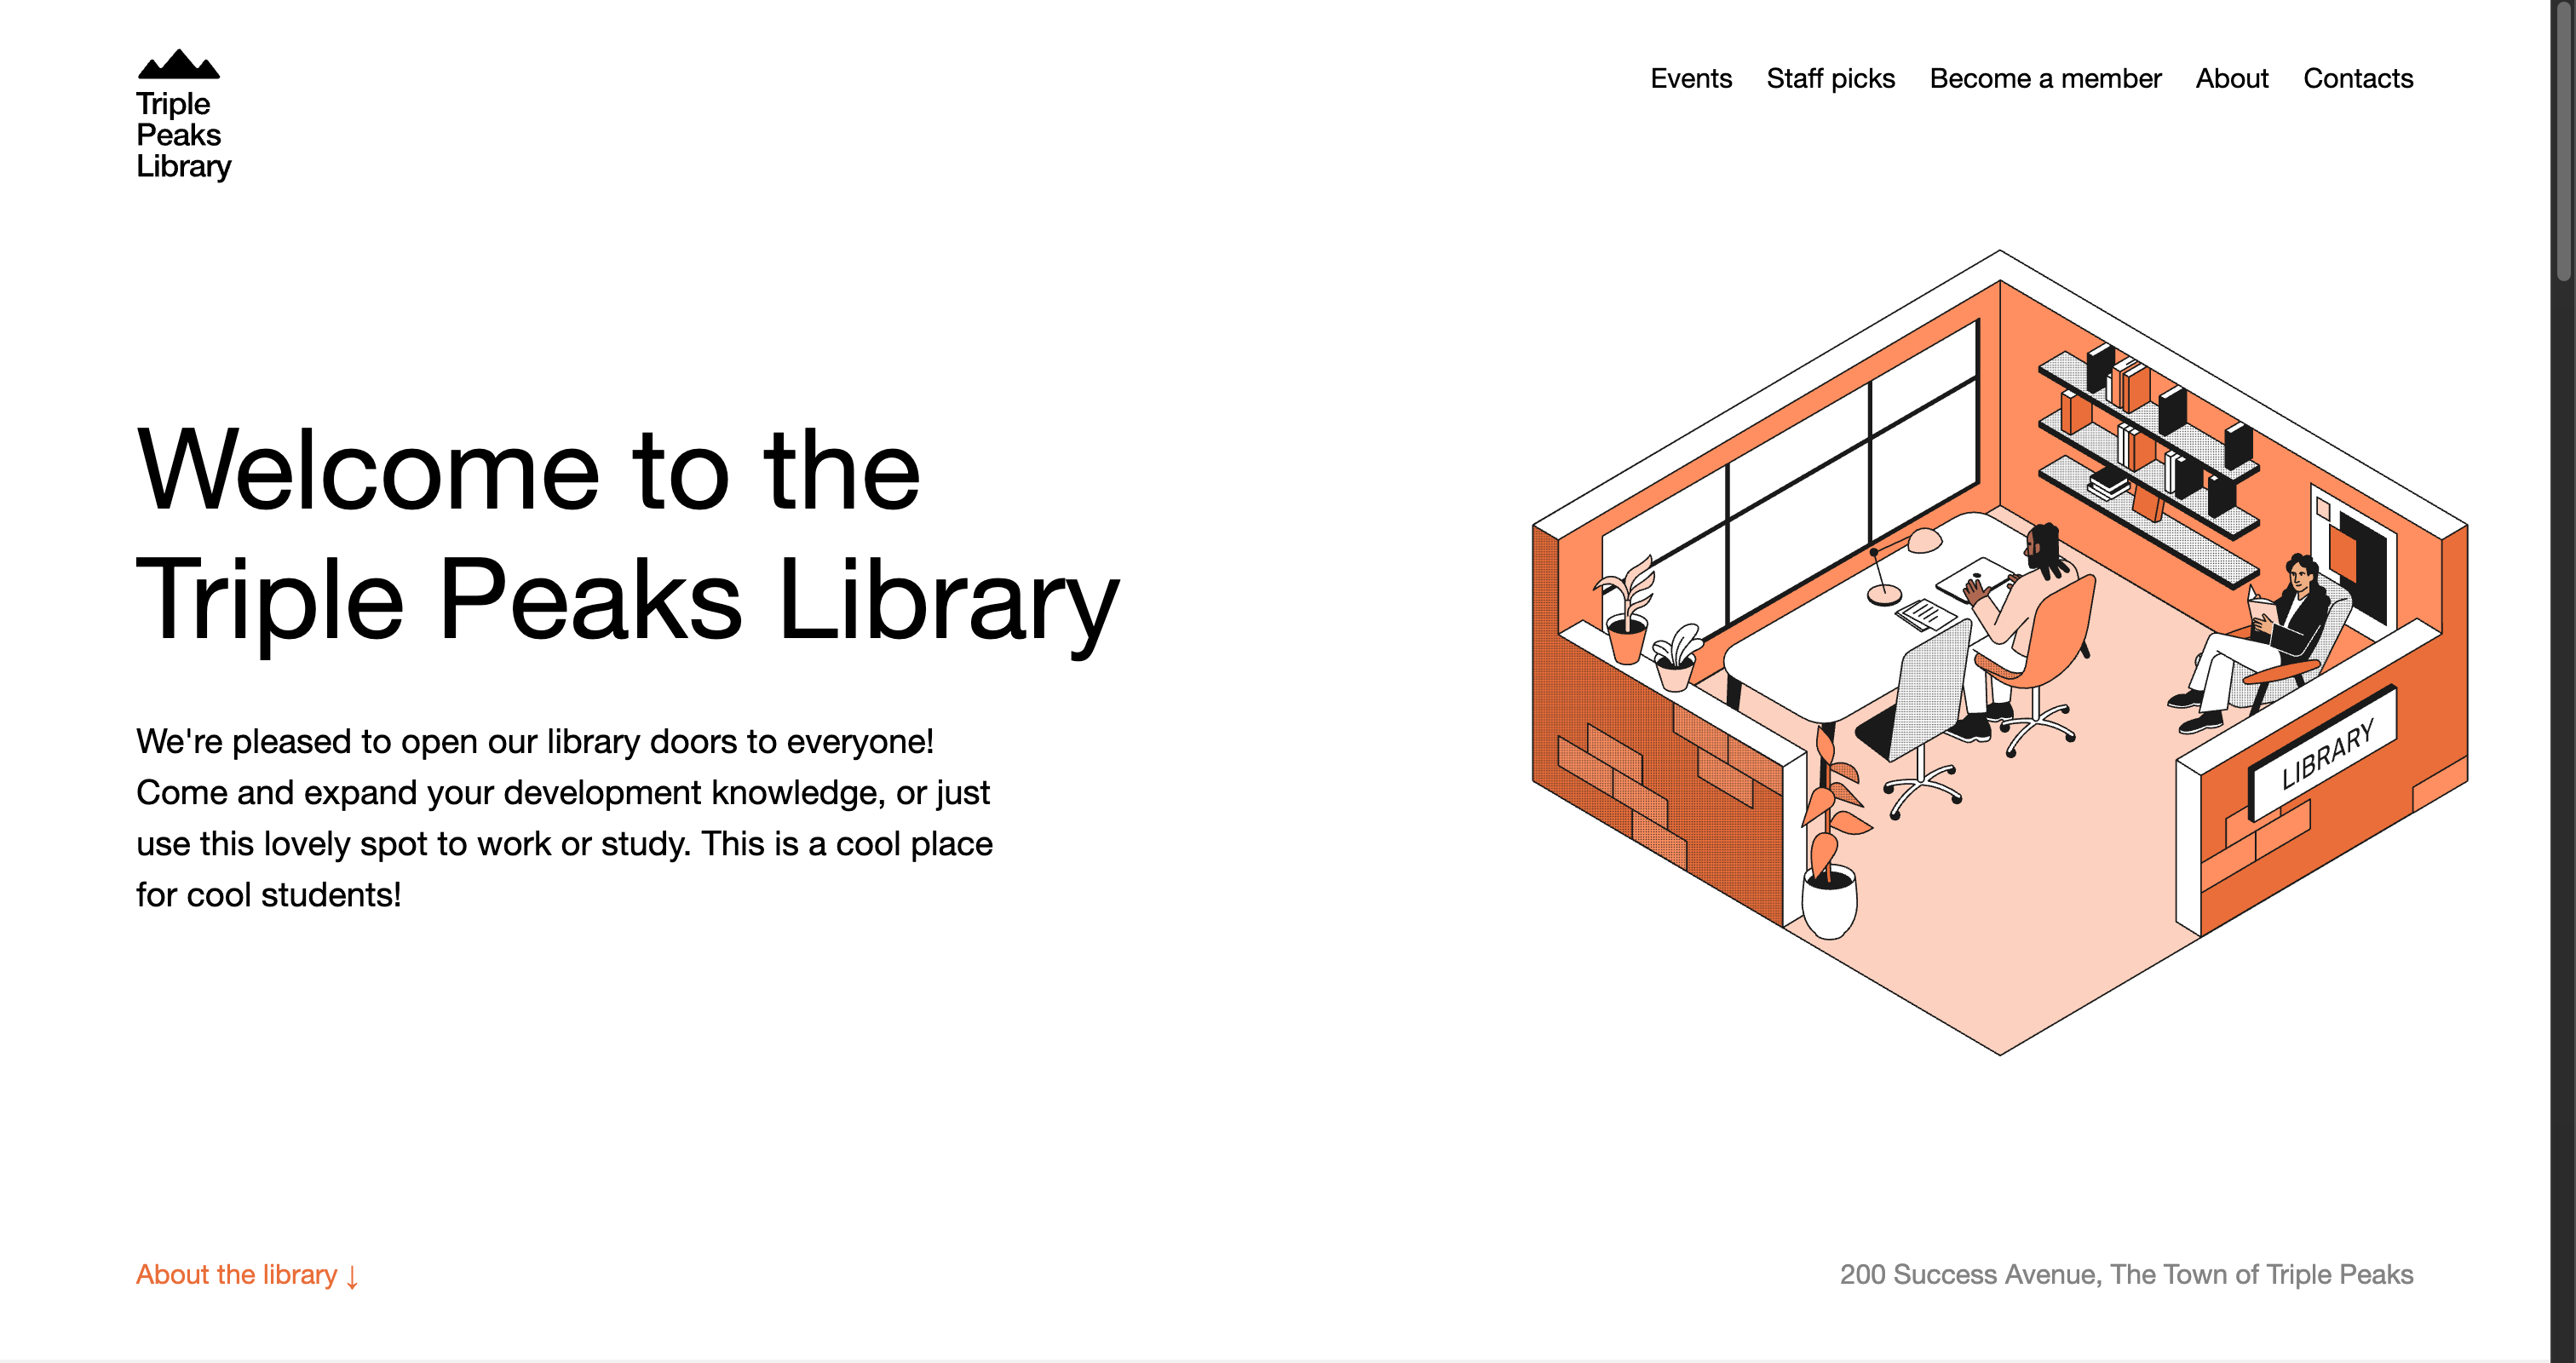 Triple
Peaks
Library
Events Staff picks Become a member About Contacts
Welcome to the
Triple Peaks Library
We're pleased to open our library doors to everyone!
Come and expand your development knowledge, or just
use this lovely spot to work or study. This is a cool place
for cool students!
LIBRARY
About the library ↓
200 Success Avenue, The Town of Triple Peaks